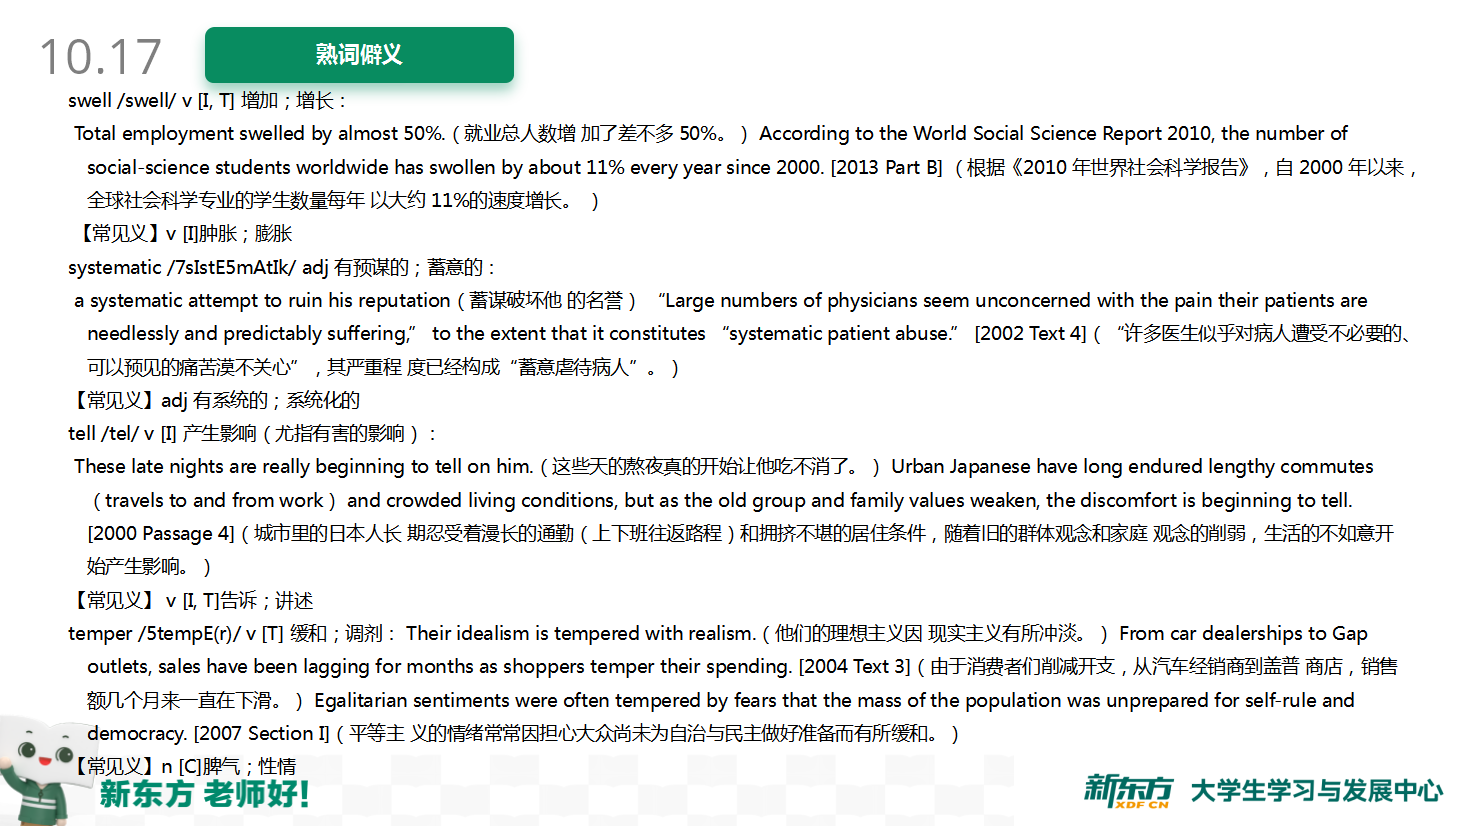 10.17
熟词僻义
swell /swell/ v [I, T] 增加；增长：
Total employment swelled by almost 50%.（就业总人数增 加了差不多 50%。） According to the World Social Science Report 2010, the number of
social-science students worldwide has swollen by about 11% every year since 2000. [2013 Part B] （根据《2010 年世界社会科学报告》，自 2000 年以来，
全球社会科学专业的学生数量每年 以大约 11%的速度增长。 ）
【常见义】v [I]肿胀；膨胀
systematic /7sIstE5mAtIk/ adj 有预谋的；蓄意的：
a systematic attempt to ruin his reputation（蓄谋破坏他 的名誉） “Large numbers of physicians seem unconcerned with the pain their patients are
needlessly and predictably suffering,” to the extent that it constitutes “systematic patient abuse.” [2002 Text 4]（ “许多医生似乎对病人遭受不必要的、
可以预见的痛苦漠不关心”，其严重程 度已经构成“蓄意虐待病人”。）
【常见义】adj 有系统的；系统化的
tell /tel/ v [I] 产生影响（尤指有害的影响）：
These late nights are really beginning to tell on him.（这些天的熬夜真的开始让他吃不消了。） Urban Japanese have long endured lengthy commutes
（travels to and from work） and crowded living conditions, but as the old group and family values weaken, the discomfort is beginning to tell.
[2000 Passage 4]（城市里的日本人长 期忍受着漫长的通勤（上下班往返路程）和拥挤不堪的居住条件，随着旧的群体观念和家庭 观念的削弱，生活的不如意开
始产生影响。）
【常见义】 v [I, T]告诉；讲述
temper /5tempE(r)/ v [T] 缓和；调剂： Their idealism is tempered with realism.（他们的理想主义因 现实主义有所冲淡。） From car dealerships to Gap
outlets, sales have been lagging for months as shoppers temper their spending. [2004 Text 3]（由于消费者们削减开支，从汽车经销商到盖普 商店，销售
额几个月来一直在下滑。） Egalitarian sentiments were often tempered by fears that the mass of the population was unprepared for self-rule and
democracy. [2007 Section I]（平等主 义的情绪常常因担心大众尚未为自治与民主做好准备而有所缓和。）
【常见义】n [C]脾气；性情
新东方 老师好！
新东方 XDF.CN 大学生学习与发展中心